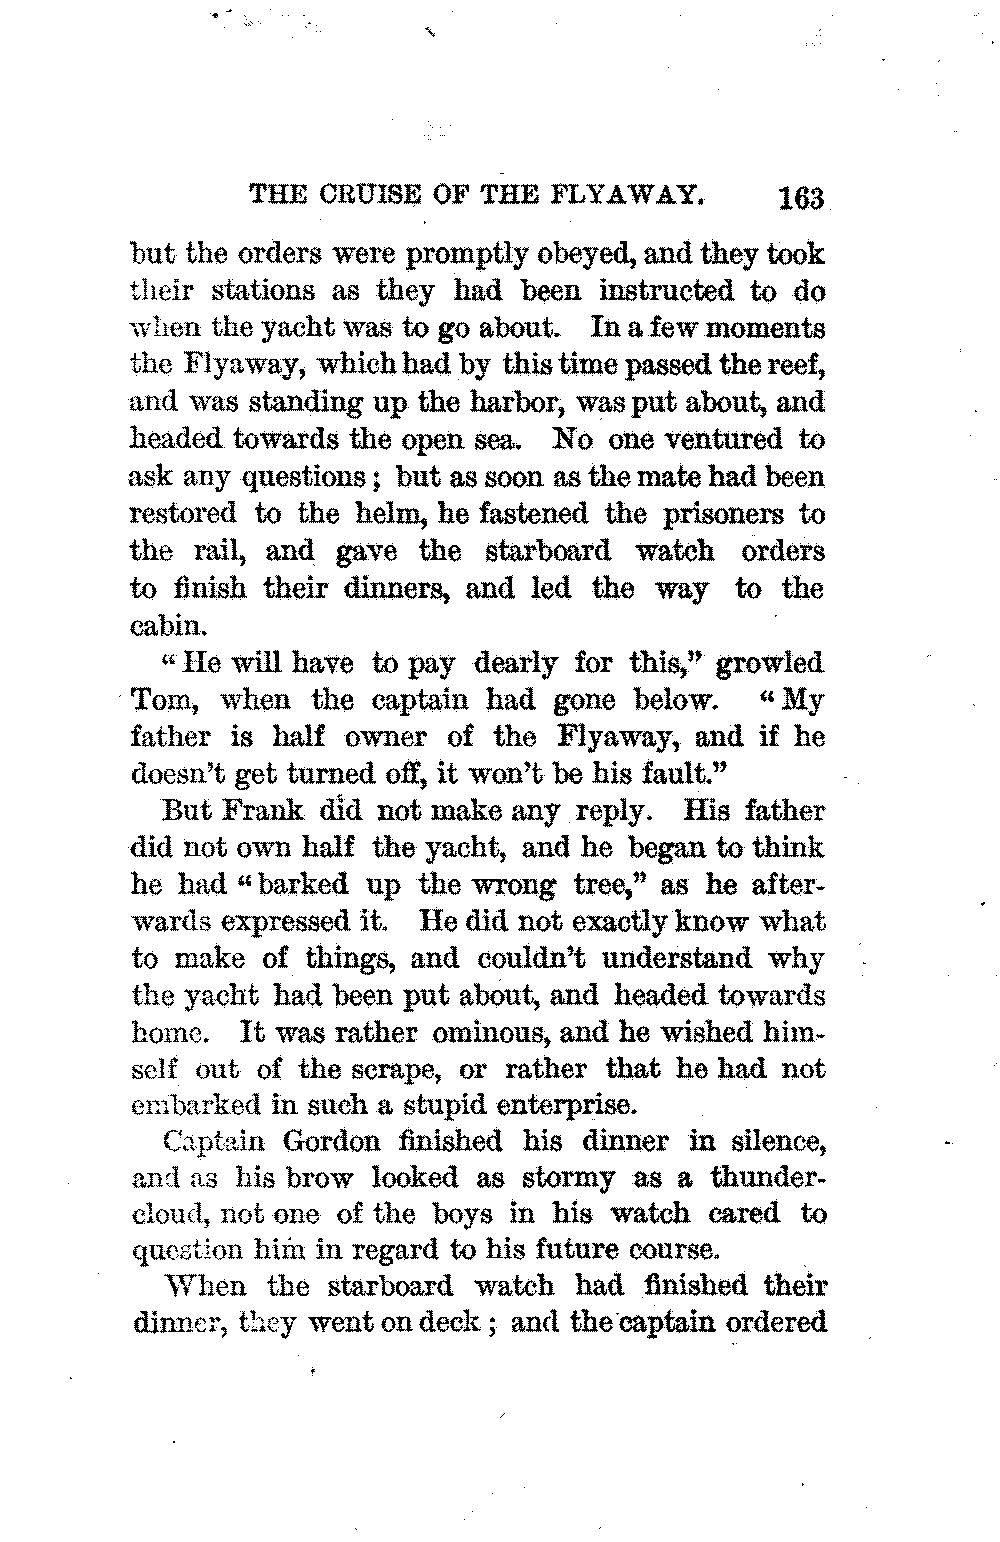 THE CRUISE OF THE FLYAWAY. 163
but the orders were promptly obeyed, and they took
their stations as they had been instructed to do
when the yacht was to go about. In a few moments
the Flyaway, which had by this time passed the reef,
and was standing up the harbor, was put about, and
headed towards the open sea. No one ventured to
ask any questions; but as soon as the mate had been
restored to the helm, he fastened the prisoners to
the rail, and gave the starboard watch orders
to finish their dinners, and led the way to the
cabin.
"He will have to pay dearly for this," growled
Tom, when the captain had gone below. "My
father is half owner of the Flyaway, and if he
doesn't get turned off, it won't be his fault."
But Frank did not make any reply. His father
did not own half the yacht, and he began to think
he had "barked up the wrong tree," as he after-
wards expressed it. He did not exactly know what
to make of things, and couldn't understand why
the yacht had been put about, and headed towards
home. It was rather ominous, and he wished him-
self out of the scrape, or rather that he had not
embarked in such a stupid enterprise.
Captain Gordon finished his dinner in silence,
and as his brow looked as stormy as a thunder-
cloud, not one of the boys in his watch cared to
question him in regard to his future course.
When the starboard watch had finished their
dinner, they went on deck; and the captain ordered